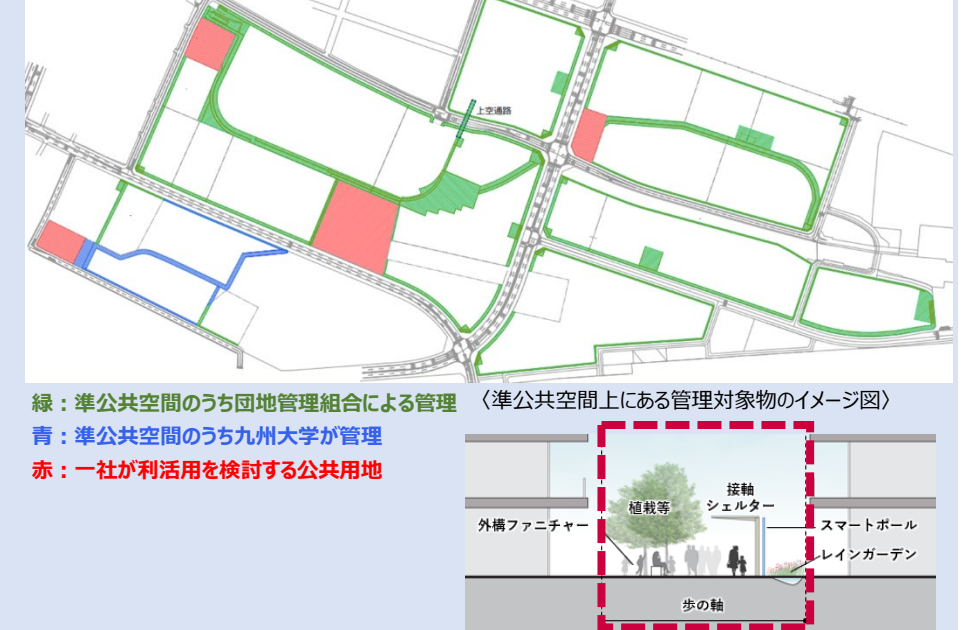 上空通路
緑：準公共空間のうち団地管理組合による管理
青：準公共空間のうち九州大学が管理
赤：一社が利活用を検討する公共用地
〈準公共空間上にある管理対象物のイメージ図〉
植栽等
接軸
シェルター
外構ファニチャー
スマートポール
レインガーデン
歩の軸